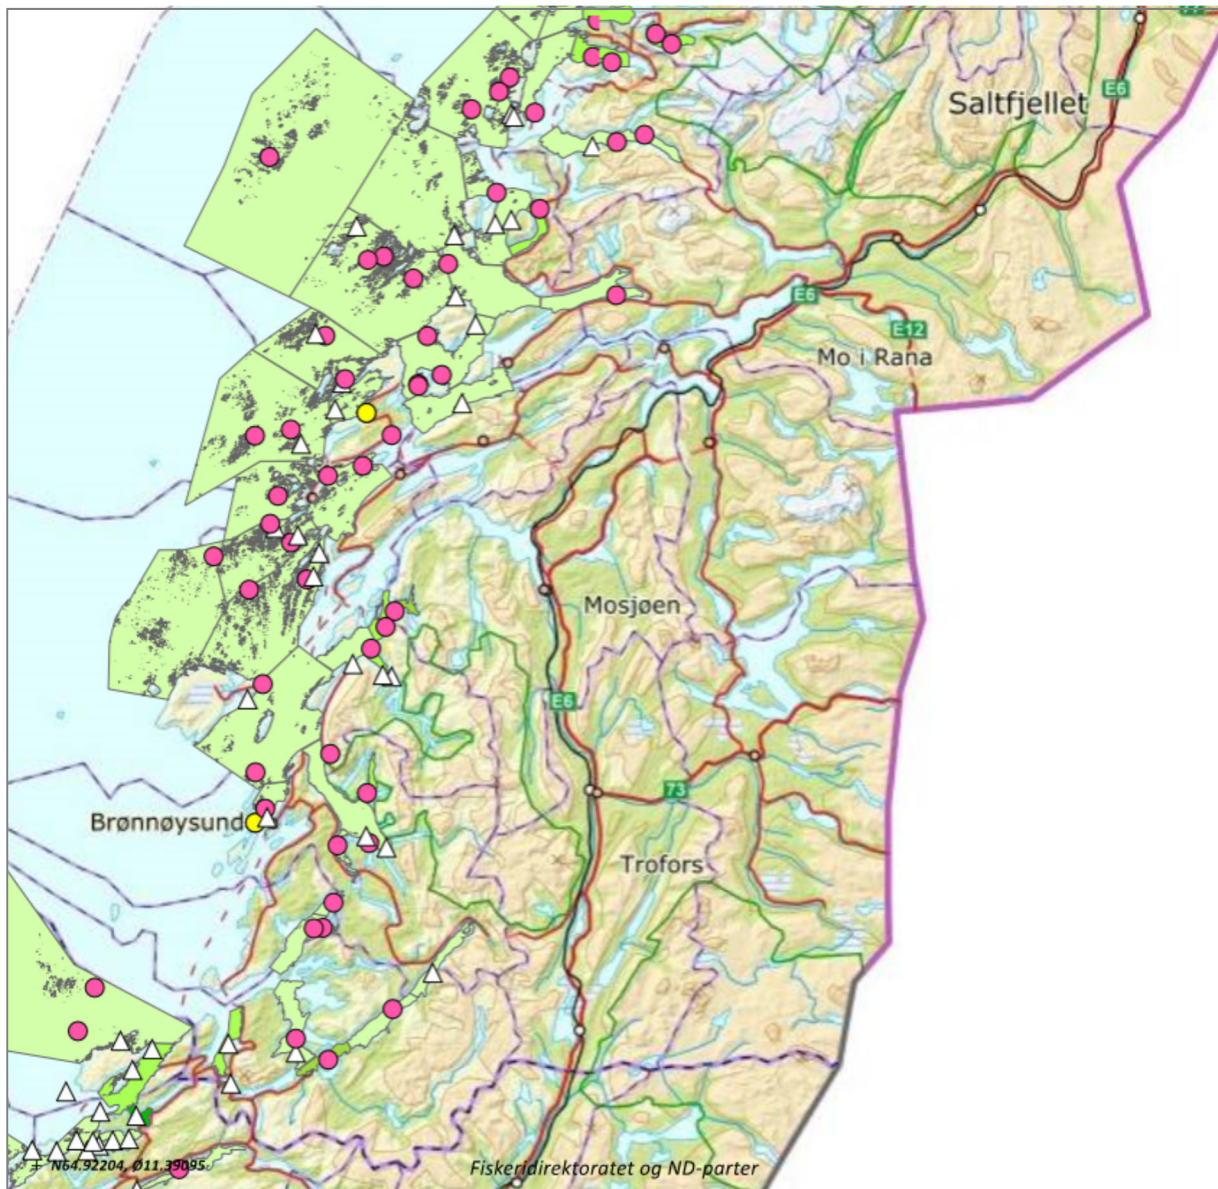 Saltfjellet
E6
E6
E12
Mo i Rana
Mosjøen
E6
73
Brønnøysund
Trofors
N64.92204, Ø11.39095
Fiskeridirektoratet og ND-parter